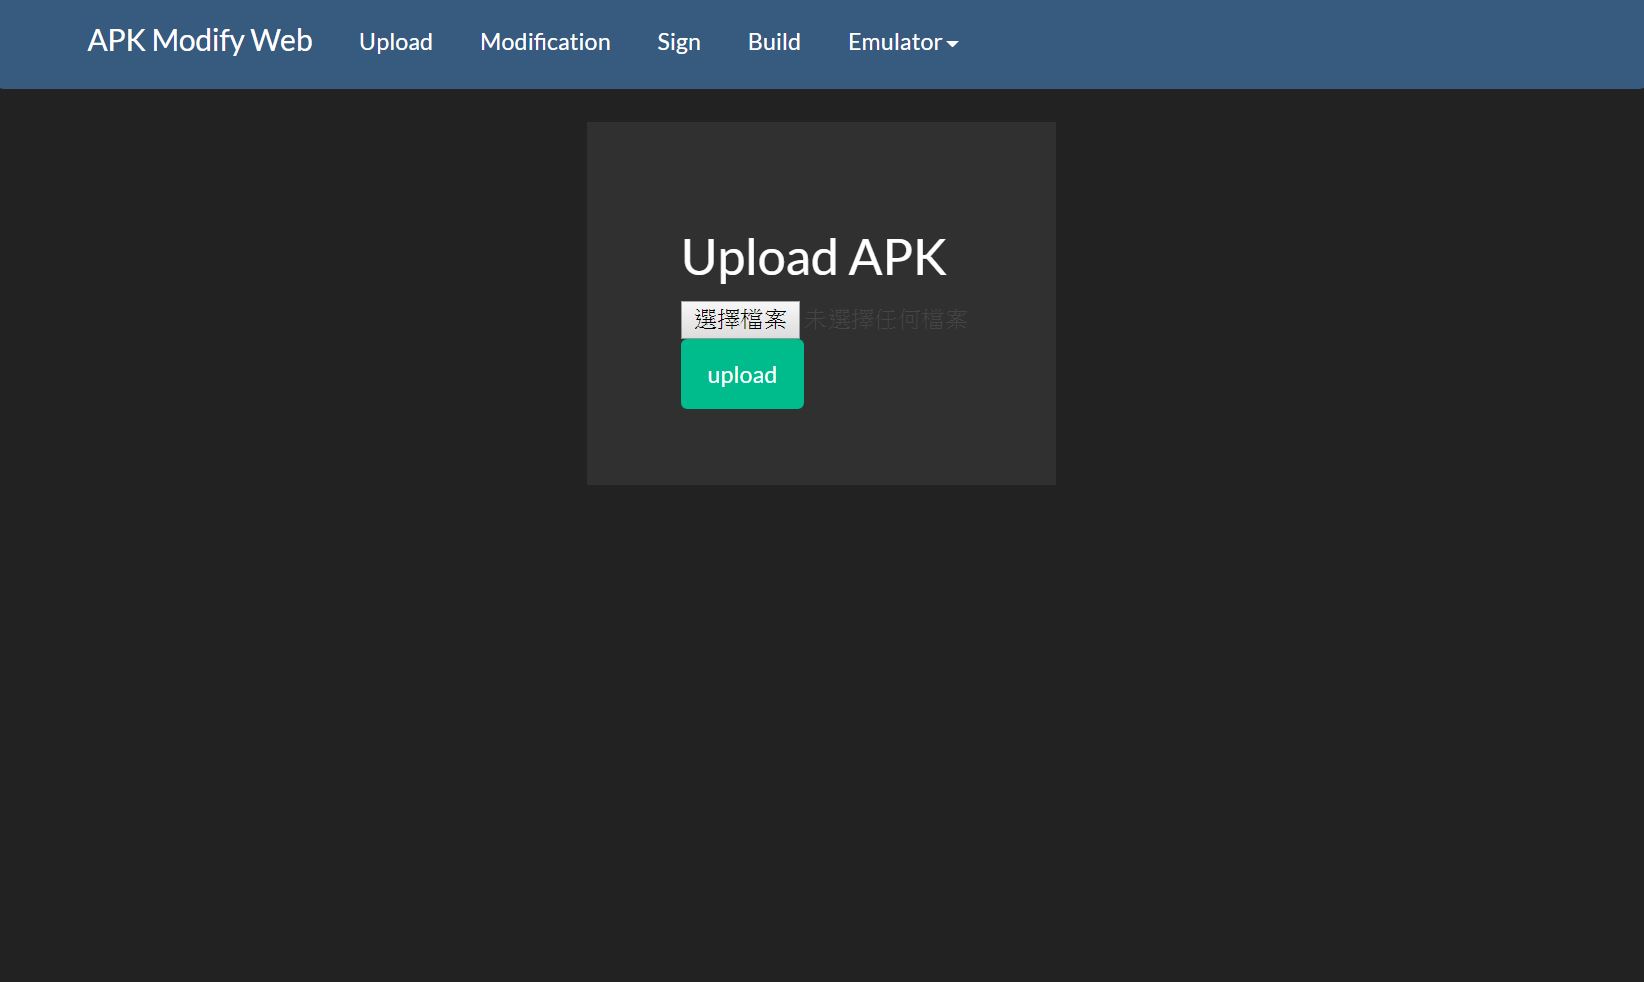 APK Modify Web Upload Modification Sign Build Emulator
Upload APK
選擇檔案 未選擇任何檔案
upload